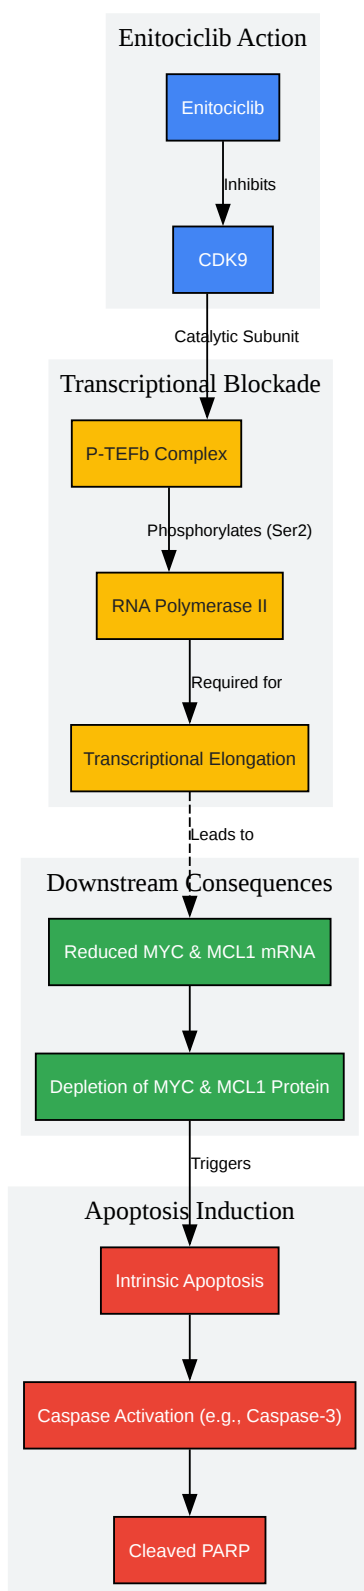 Enitociclib Action
Enitociclib
Inhibits
CDK9
Catalytic Subunit
Transcriptional Blockade
P-TEFb Complex
Phosphorylates (Ser2)
RNA Polymerase II
Required for
Transcriptional Elongation
Leads to
Downstream Consequences
Reduced MYC & MCL1 mRNA
Depletion of MYC & MCL1 Protein
Triggers
Apoptosis Induction
Intrinsic Apoptosis
Caspase Activation (e.g., Caspase-3)
Cleaved PARP